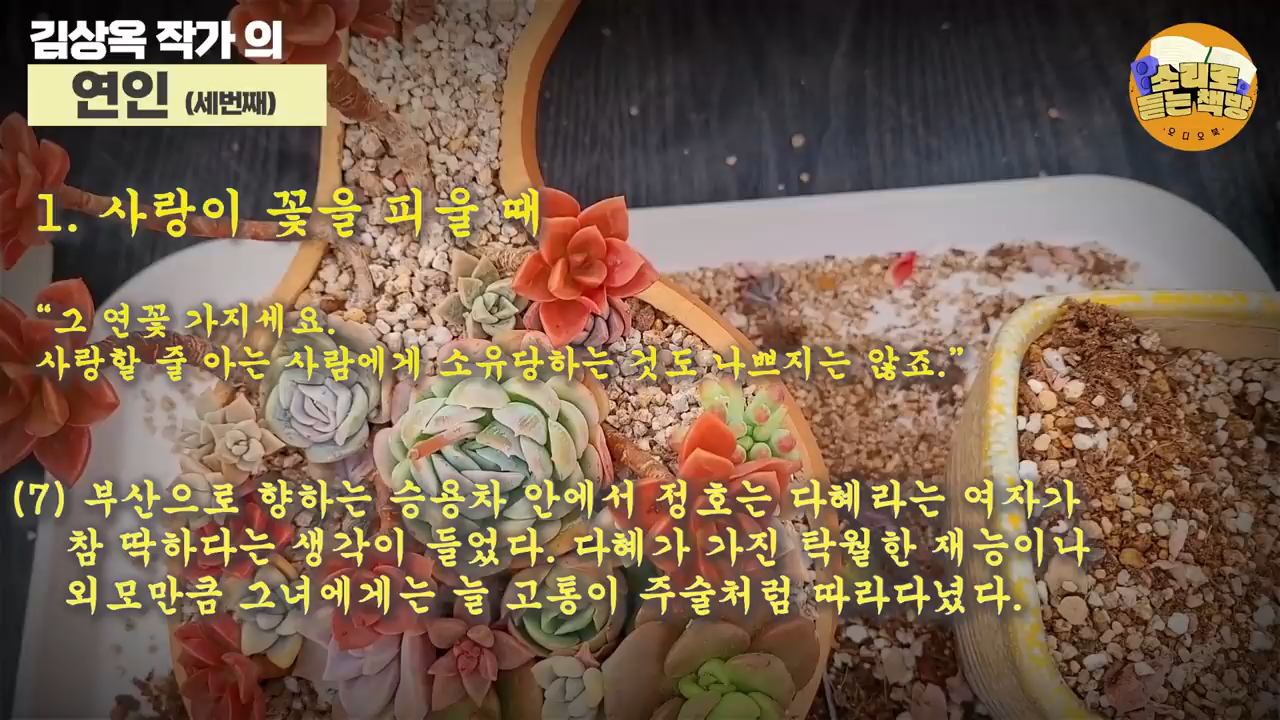 김상옥 작가 의
연인 (세번째)
소리로
듣는 책방
·오디오북·
1. 사랑이 꽃을 피울 때
“그 연꽃 가지세요.
사랑할 줄 아는 사람에게 소유당하는 것도 나쁘지는 않죠.”
(7) 부산으로 향하는 승용차 안에서 정호는 다혜라는 여자가
참 딱하다는 생각이 들었다. 다혜가 가진 탁월한 재능이나
외모만큼 그녀에게는 늘 고통이 주술처럼 따라다녔다.